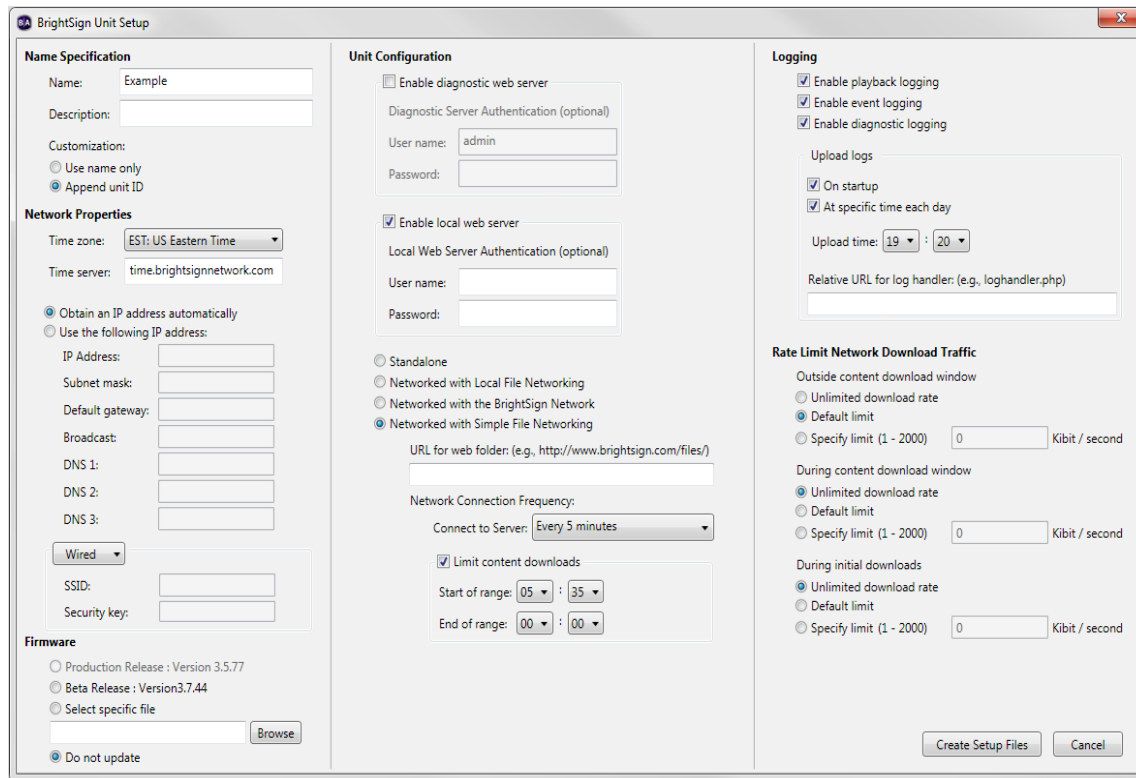 BrightSign Unit Setup
Name Specification
Name: Example
Description:
Customization:
Use name only
Append unit ID
Network Properties
Time zone: EST: US Eastern Time
Time server: time.brightsignnetwork.com
Obtain an IP address automatically
Use the following IP address:
IP Address:
Subnet mask:
Default gateway:
Broadcast:
DNS 1:
DNS 2:
DNS 3:
Wired
SSID:
Security key:
Firmware
Production Release : Version 3.5.77
Beta Release : Version3.7.44
Select specific file
Browse
Do not update
Unit Configuration
Enable diagnostic web server
Diagnostic Server Authentication (optional)
User name: admin
Password:
Enable local web server
Local Web Server Authentication (optional)
User name:
Password:
Standalone
Networked with Local File Networking
Networked with the BrightSign Network
Networked with Simple File Networking
URL for web folder: (e.g., http://www.brightsign.com/files/)
Network Connection Frequency:
Connect to Server: Every 5 minutes
Limit content downloads
Start of range: 05 : 35
End of range: 00 : 00
Logging
Enable playback logging
Enable event logging
Enable diagnostic logging
Upload logs
On startup
At specific time each day
Upload time: 19 : 20
Relative URL for log handler: (e.g., loghandler.php)
Rate Limit Network Download Traffic
Outside content download window
Unlimited download rate
Default limit
Specify limit (1 - 2000) 0 Kibit / second
During content download window
Unlimited download rate
Default limit
Specify limit (1 - 2000) 0 Kibit / second
During initial downloads
Unlimited download rate
Default limit
Specify limit (1 - 2000) 0 Kibit / second
Create Setup Files
Cancel